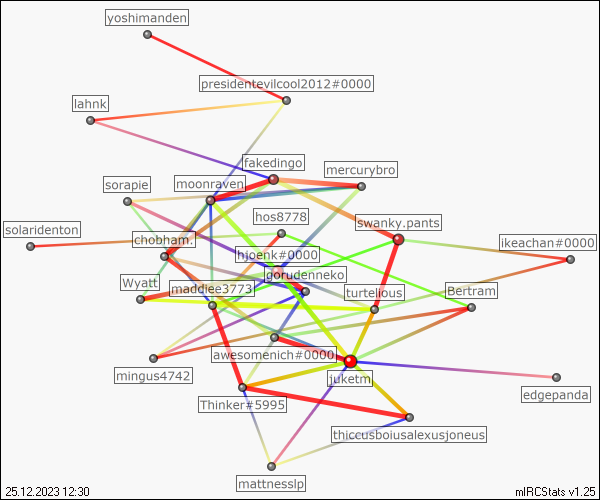 yoshimanden
presidentevilcool2012#0000
lahnk
fakedingo
mercurybro
moonraven
sorapie
hos8778
swanky.pants
solaridenton
chobham.
ikeachan#0000
hjoenk#0000
gorudenneko
Wyatt
maddiee3773
turtelious
Bertram
awesomenich#0000
mingus4742
juketm
edgepanda
Thinker#5995
thiccusboiusalexusjoneus
mattnesslp
25.12.2023 12:30
mIRCStats v1.25